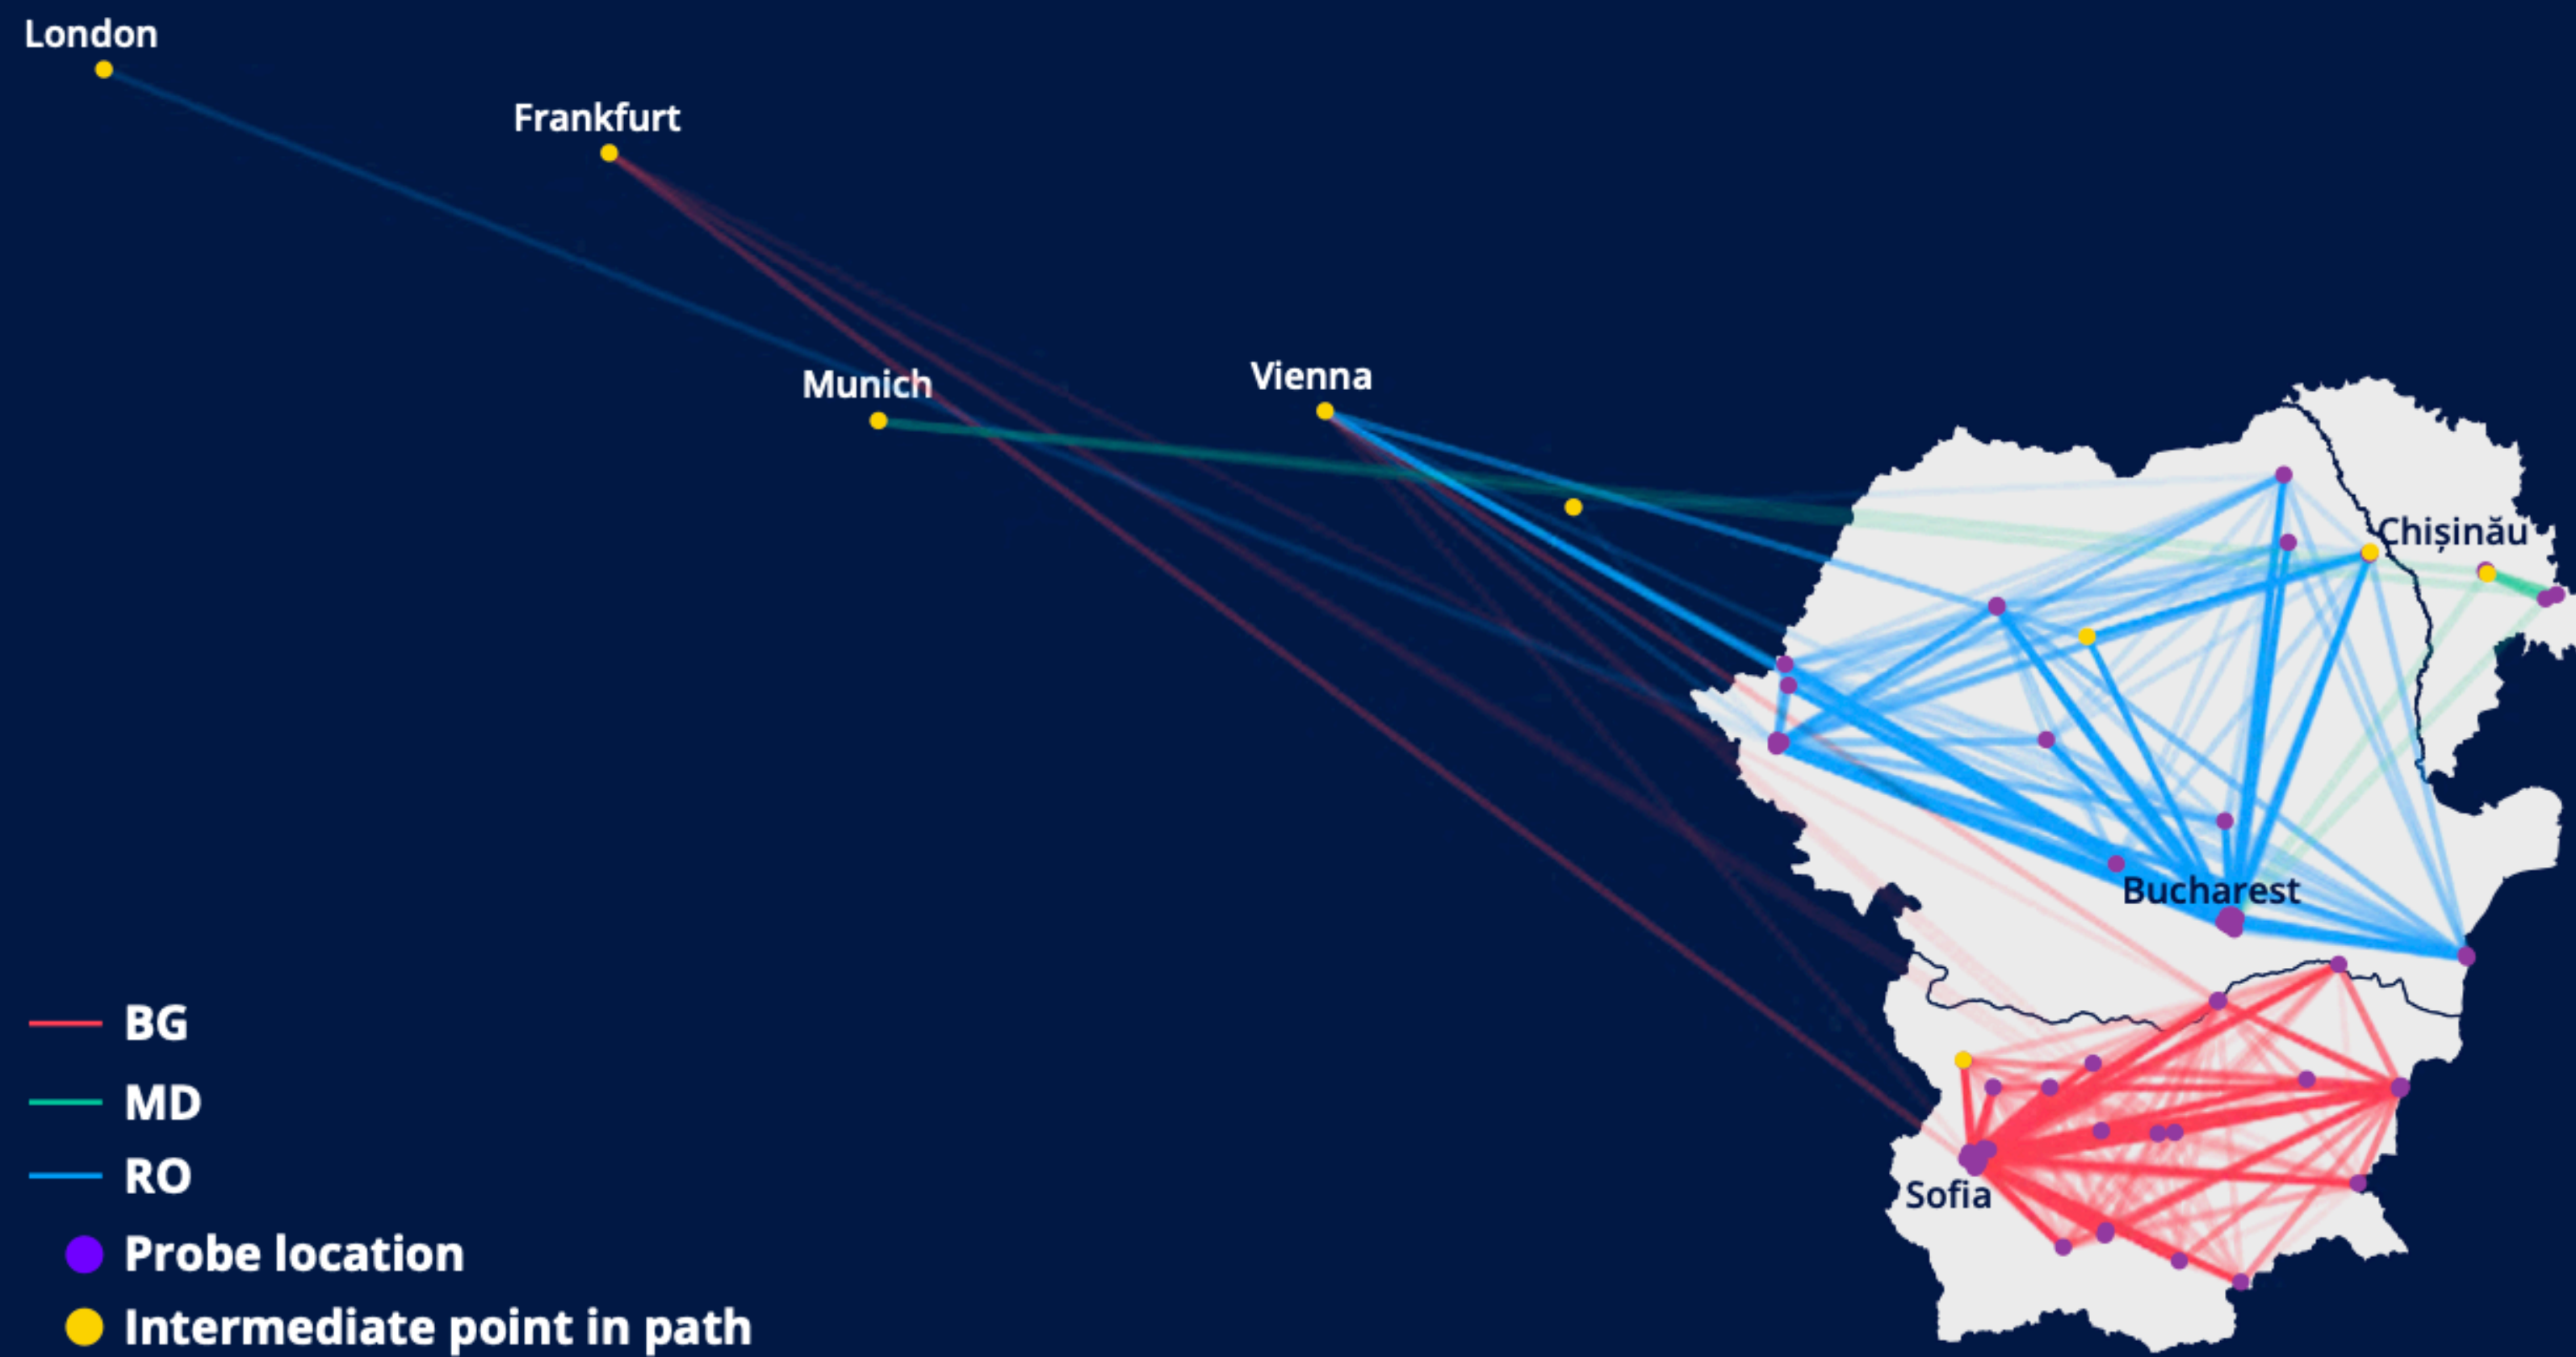 London
Frankfurt
Munich
Vienna
Chișinău
Bucharest
Sofia
BG
MD
RO
Probe location
Intermediate point in path